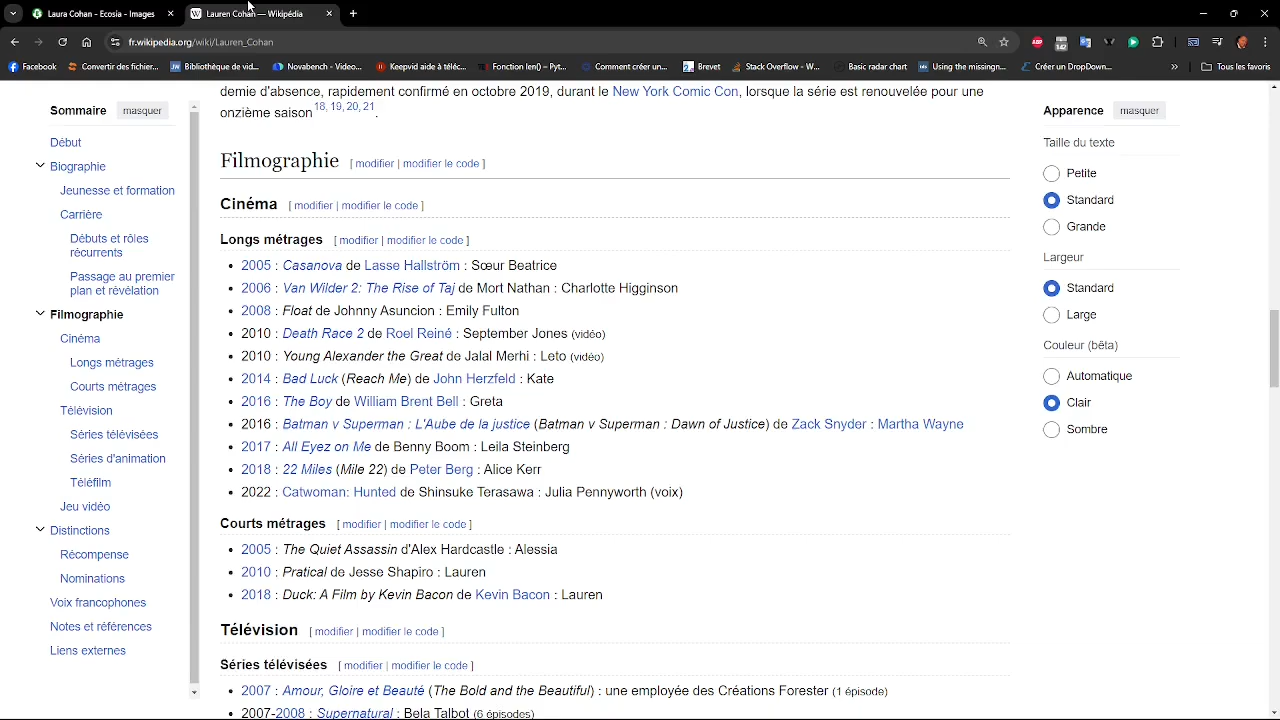 Laura Cohan - Ecosia - Images
Lauren Cohan — Wikipédia
fr.wikipedia.org/wiki/Lauren_Cohan
Facebook
Convertir des fichier...
Bibliothèque de vid...
Novabench - Video...
Keepvid aide à téléc...
Fonction len() – Pyt...
Comment créer un...
Brevet
Stack Overflow - W...
Basic radar chart
Using the missingn...
Créer un DropDown...
»
Tous les favoris
Sommaire masquer
Début
Biographie
Jeunesse et formation
Carrière
Débuts et rôles
récurrents
Passage au premier
plan et révélation
Filmographie
Cinéma
Longs métrages
Courts métrages
Télévision
Séries télévisées
Séries d'animation
Téléfilm
Jeu vidéo
Distinctions
Récompense
Nominations
Voix francophones
Notes et références
Liens externes
demie d'absence, rapidement confirmé en octobre 2019, durant le New York Comic Con, lorsque la série est renouvelée pour une
onzième saison 18, 19, 20, 21.
Filmographie [ modifier | modifier le code ]
Cinéma [ modifier | modifier le code ]
Longs métrages [ modifier | modifier le code ]
• 2005 : Casanova de Lasse Hallström : Sœur Beatrice
• 2006 : Van Wilder 2: The Rise of Taj de Mort Nathan : Charlotte Higginson
• 2008 : Float de Johnny Asuncion : Emily Fulton
• 2010 : Death Race 2 de Roel Reiné : September Jones (vidéo)
• 2010 : Young Alexander the Great de Jalal Merhi : Leto (vidéo)
• 2014 : Bad Luck (Reach Me) de John Herzfeld : Kate
• 2016 : The Boy de William Brent Bell : Greta
• 2016 : Batman v Superman : L'Aube de la justice (Batman v Superman : Dawn of Justice) de Zack Snyder : Martha Wayne
• 2017 : All Eyez on Me de Benny Boom : Leila Steinberg
• 2018 : 22 Miles (Mile 22) de Peter Berg : Alice Kerr
• 2022 : Catwoman: Hunted de Shinsuke Terasawa : Julia Pennyworth (voix)
Courts métrages [ modifier | modifier le code ]
• 2005 : The Quiet Assassin d'Alex Hardcastle : Alessia
• 2010 : Pratical de Jesse Shapiro : Lauren
• 2018 : Duck: A Film by Kevin Bacon de Kevin Bacon : Lauren
Télévision [ modifier | modifier le code ]
Séries télévisées [ modifier | modifier le code ]
• 2007 : Amour, Gloire et Beauté (The Bold and the Beautiful) : une employée des Créations Forester (1 épisode)
• 2007-2008 : Supernatural : Bela Talbot (6 épisodes)
Apparence masquer
Taille du texte
Petite
Standard
Grande
Largeur
Standard
Large
Couleur (bêta)
Automatique
Clair
Sombre